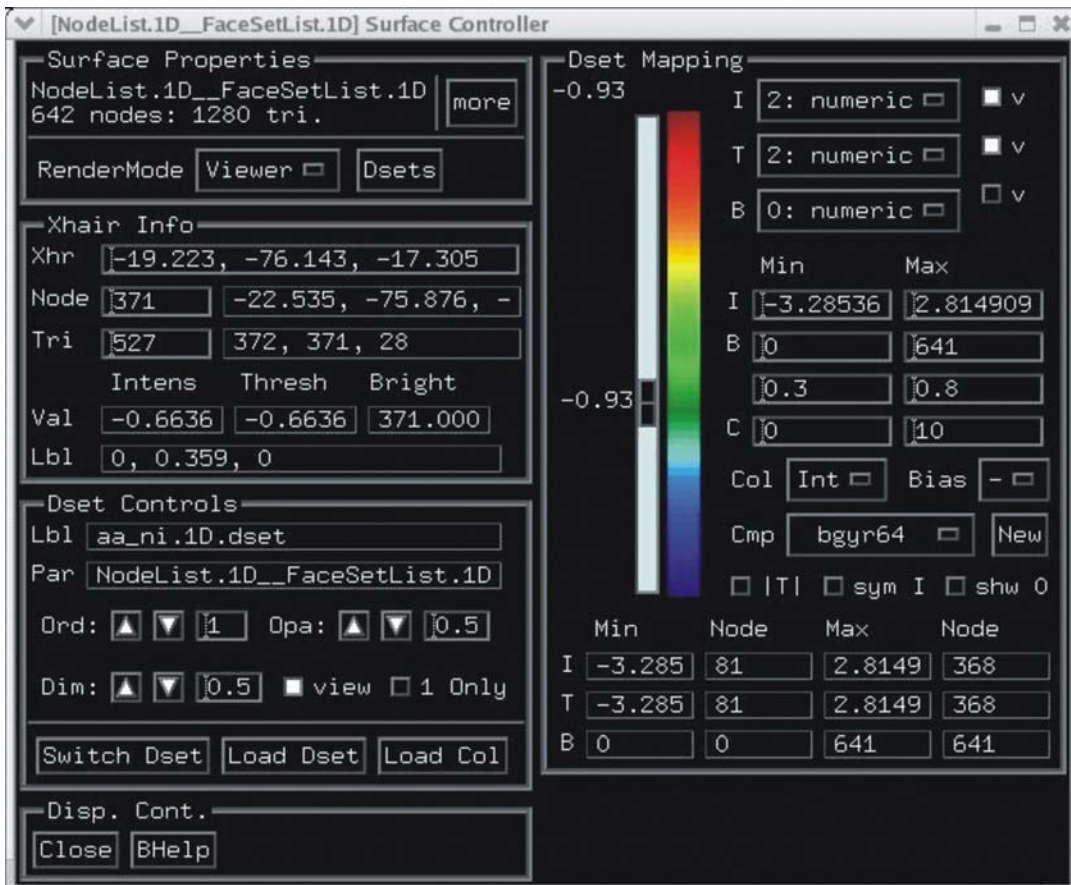 [NodeList.1D__FaceSetList.1D] Surface Controller
Surface Properties
NodeList.1D__FaceSetList.1D
642 nodes: 1280 tri.
more
RenderMode Viewer Dsets
Xhair Info
Xhr -19.223, -76.143, -17.305
Node 371 -22.535, -75.876, -
Tri 527 372, 371, 28
Intens Thresh Bright
Val -0.6636 -0.6636 371.000
Lbl 0, 0.359, 0
Dset Controls
Lbl aa_ni.1D.dset
Par NodeList.1D__FaceSetList.1D
Ord: 1 Opa: 0.5
Dim: 0.5 view 1 Only
Switch Dset Load Dset Load Col
Disp. Cont.
Close BHelp
Dset Mapping
-0.93
-0.93
I 2: numeric v
T 2: numeric v
B 0: numeric v
Min Max
I -3.28536 2.814909
B 0 641
0.3 0.8
C 0 10
Col Int Bias -
Cmp bgyr64 New
|T| sym I shw 0
Min Node Max Node
I -3.285 81 2.8149 368
T -3.285 81 2.8149 368
B 0 0 641 641